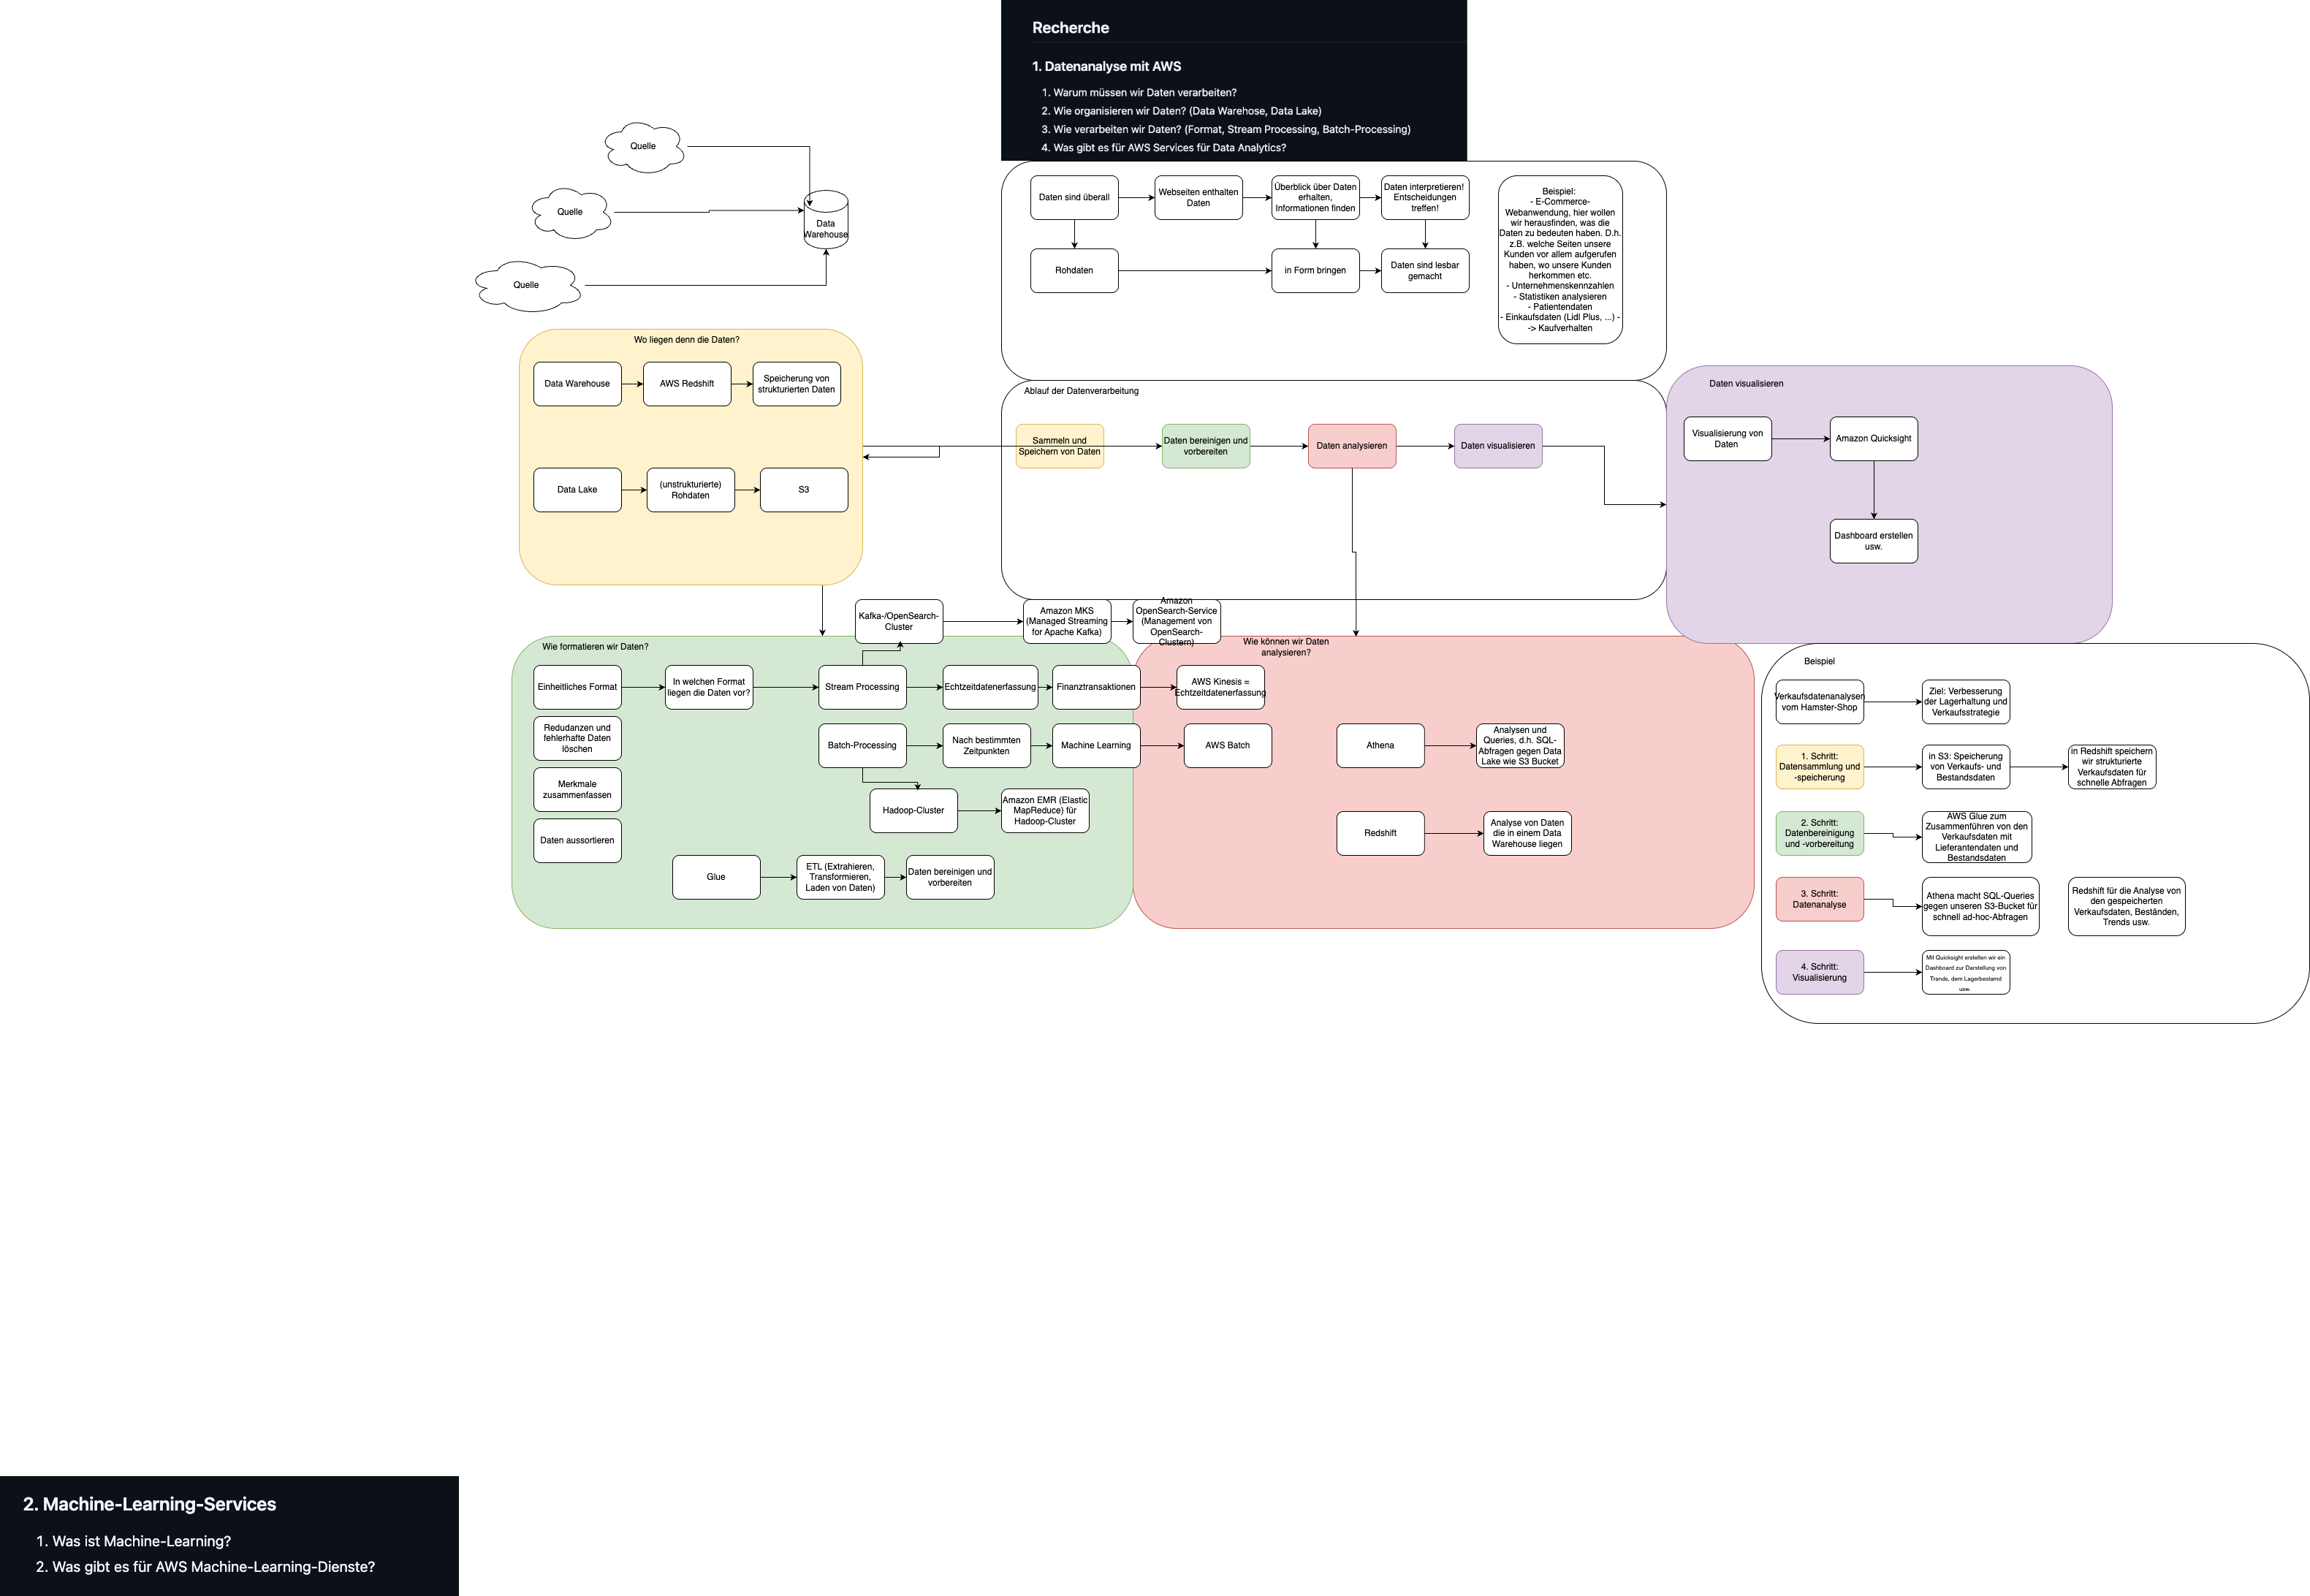 Recherche
1. Datenanalyse mit AWS
1. Warum müssen wir Daten verarbeiten?
2. Wie organisieren wir Daten? (Data Warehose, Data Lake)
3. Wie verarbeiten wir Daten? (Format, Stream Processing, Batch-Processing)
4. Was gibt es für AWS Services für Data Analytics?
Quelle
Quelle
Quelle
Data
Warehouse
Daten sind überall
Webseiten enthalten
Daten
Überblick über Daten
erhalten,
Informationen finden
Daten interpretieren!
Entscheidungen
treffen!
Rohdaten
in Form bringen
Daten sind lesbar
gemacht
Beispiel:
- E-Commerce-
Webanwendung, hier wollen
wir herausfinden, was die
Daten zu bedeuten haben. D.h.
z.B. welche Seiten unsere
Kunden vor allem aufgerufen
haben, wo unsere Kunden
herkommen etc.
- Unternehmenskennzahlen
- Statistiken analysieren
- Patientendaten
- Einkaufsdaten (Lidl Plus, ...) -
-> Kaufverhalten
Wo liegen denn die Daten?
Data Warehouse
AWS Redshift
Speicherung von
strukturierten Daten
Data Lake
(unstrukturierte)
Rohdaten
S3
Ablauf der Datenverarbeitung
Sammeln und
Speichern von Daten
Daten bereinigen und
vorbereiten
Daten analysieren
Daten visualisieren
Daten visualisieren
Visualisierung von
Daten
Amazon Quicksight
Dashboard erstellen
usw.
Kafka-/OpenSearch-
Cluster
Amazon MKS
(Managed Streaming
for Apache Kafka)
Amazon
OpenSearch-Service
(Management von
OpenSearch-
Clustern)
Wie formatieren wir Daten?
Einheitliches Format
In welchen Format
liegen die Daten vor?
Stream Processing
Echtzeitdatenerfassung
Finanztransaktionen
AWS Kinesis =
Echtzeitdatenerfassung
Redudanzen und
fehlerhafte Daten
löschen
Batch-Processing
Nach bestimmten
Zeitpunkten
Machine Learning
AWS Batch
Merkmale
zusammenfassen
Hadoop-Cluster
Amazon EMR (Elastic
MapReduce) für
Hadoop-Cluster
Daten aussortieren
Glue
ETL (Extrahieren,
Transformieren,
Laden von Daten)
Daten bereinigen und
vorbereiten
Wie können wir Daten
analysieren?
Athena
Analysen und
Queries, d.h. SQL-
Abfragen gegen Data
Lake wie S3 Bucket
Redshift
Analyse von Daten
die in einem Data
Warehouse liegen
Beispiel
Verkaufsdatenanalysen
vom Hamster-Shop
Ziel: Verbesserung
der Lagerhaltung und
Verkaufsstrategie
1. Schritt:
Datensammlung und
-speicherung
in S3: Speicherung
von Verkaufs- und
Bestandsdaten
in Redshift speichern
wir strukturierte
Verkaufsdaten für
schnelle Abfragen
2. Schritt:
Datenbereinigung
und -vorbereitung
AWS Glue zum
Zusammenführen von den
Verkaufsdaten mit
Lieferantendaten und
Bestandsdaten
3. Schritt:
Datenanalyse
Athena macht SQL-Queries
gegen unseren S3-Bucket für
schnell ad-hoc-Abfragen
Redshift für die Analyse von
den gespeicherten
Verkaufsdaten, Beständen,
Trends usw.
4. Schritt:
Visualisierung
Mit Quicksight erstellen wir ein
Dashboard zur Darstellung von
Trends, dem Lagerbestamd
usw.
2. Machine-Learning-Services
1. Was ist Machine-Learning?
2. Was gibt es für AWS Machine-Learning-Dienste?